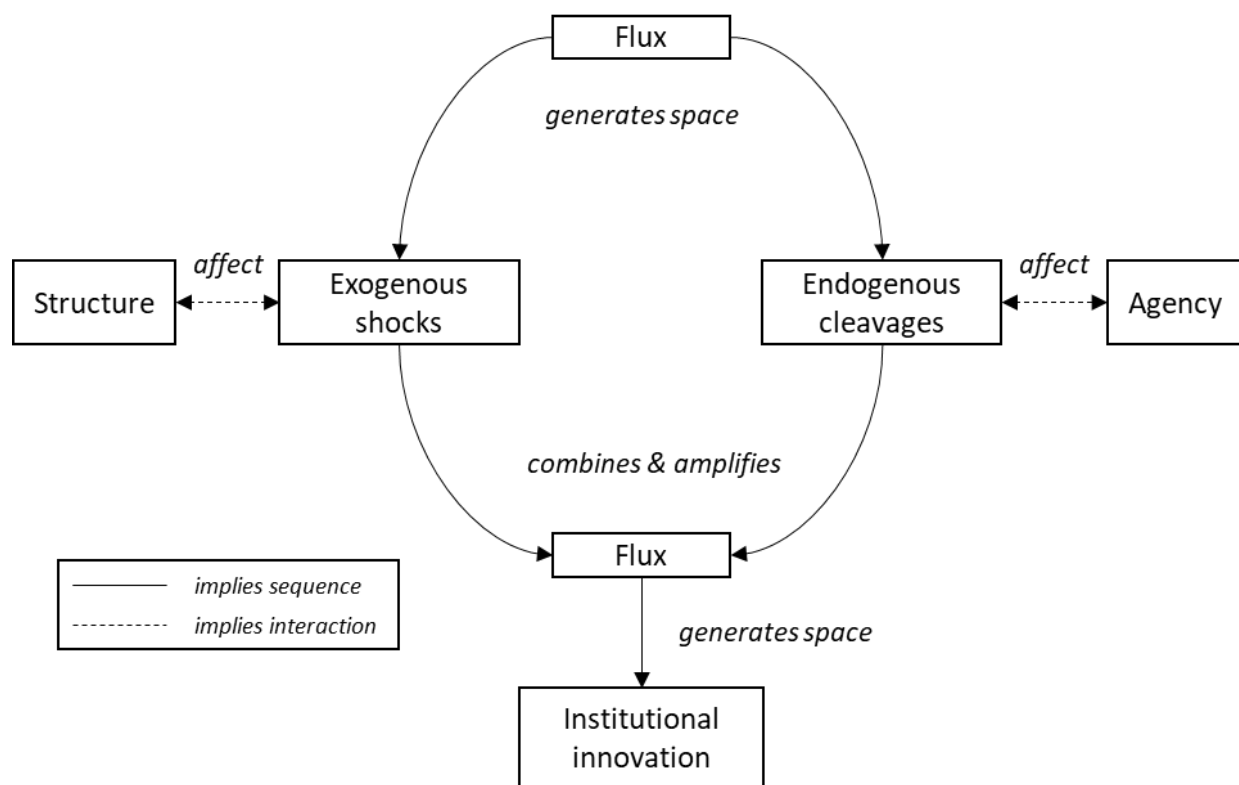 Flux
generates space
affect
affect
Structure
Exogenous
shocks
Endogenous
cleavages
Agency
combines & amplifies
Flux
implies sequence
implies interaction
generates space
Institutional
innovation